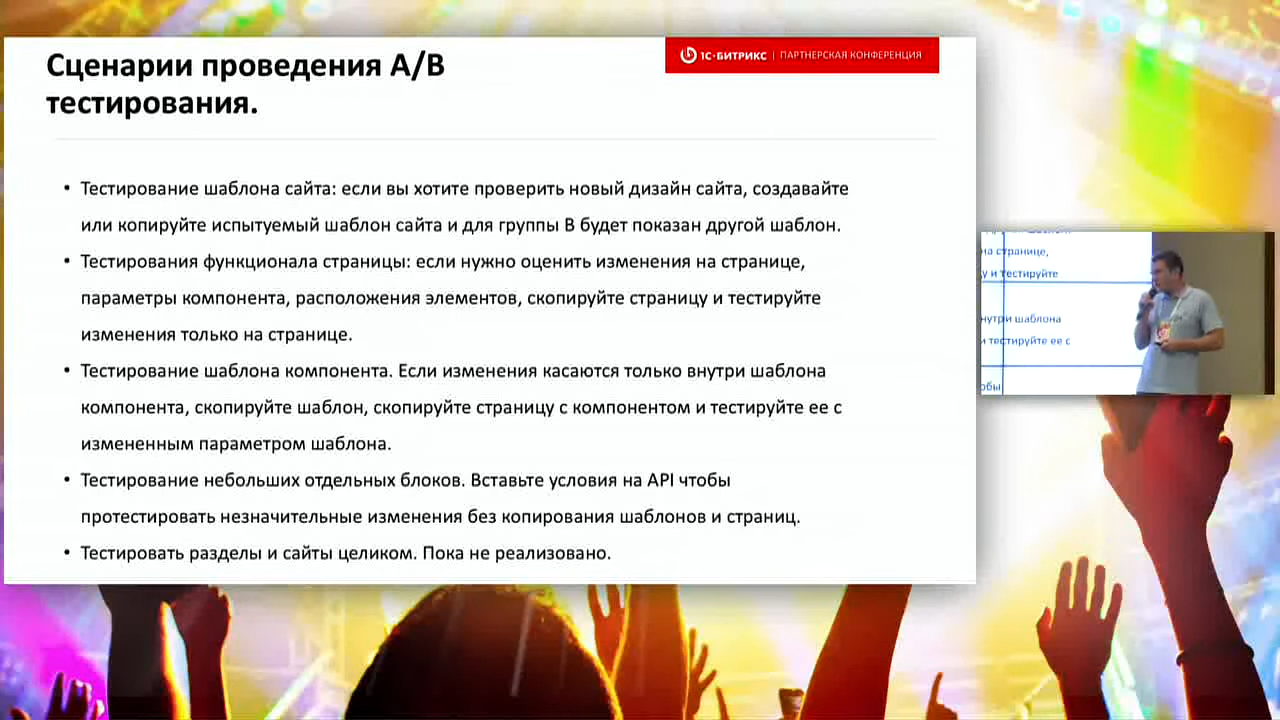 Сценарии проведения А/В
тестирования.
1С·БИТРИКС | ПАРТНЕРСКАЯ КОНФЕРЕНЦИЯ
• Тестирование шаблона сайта: если вы хотите проверить новый дизайн сайта, создавайте
или копируйте испытуемый шаблон сайта и для группы В будет показан другой шаблон.
• Тестирования функционала страницы: если нужно оценить изменения на странице,
параметры компонента, расположения элементов, скопируйте страницу и тестируйте
изменения только на странице.
• Тестирование шаблона компонента. Если изменения касаются только внутри шаблона
компонента, скопируйте шаблон, скопируйте страницу с компонентом и тестируйте ее с
измененным параметром шаблона.
• Тестирование небольших отдельных блоков. Вставьте условия на API чтобы
протестировать незначительные изменения без копирования шаблонов и страниц.
• Тестировать разделы и сайты целиком. Пока не реализовано.
на странице,
у и тестируйте
нутри шаблона
и тестируйте ее с
обы